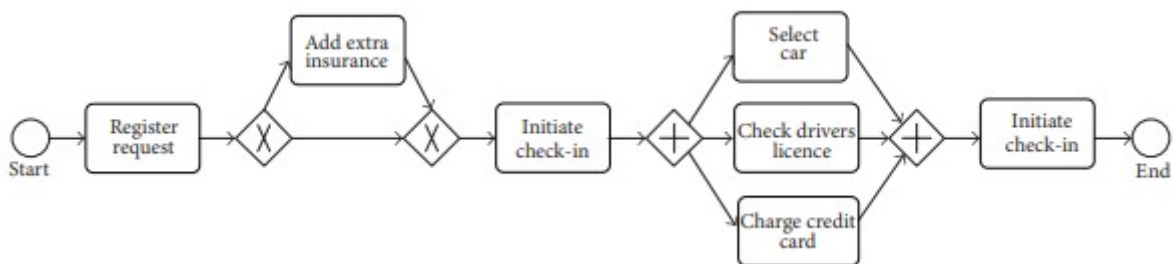 Start
Register
request
X
Add extra
insurance
X
Initiate
check-in
+
Select
car
Check drivers
licence
Charge credit
card
+
Initiate
check-in
End